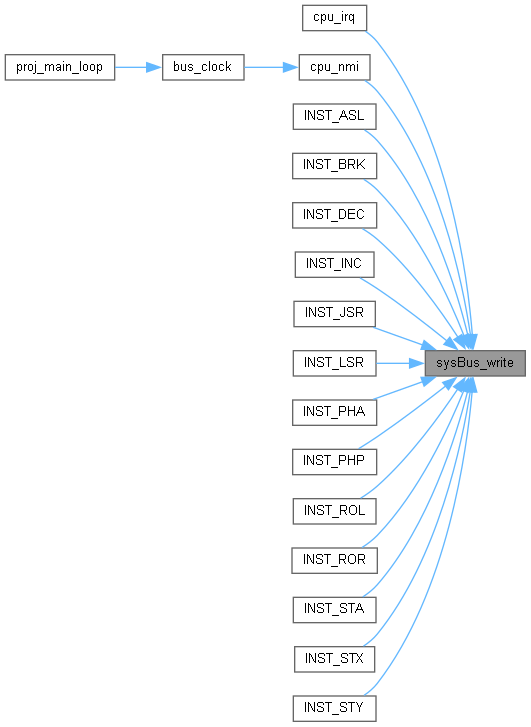 cpu_irq
proj_main_loop
bus_clock
cpu_nmi
INST_ASL
INST_BRK
INST_DEC
INST_INC
INST_JSR
INST_LSR
sysBus_write
INST_PHA
INST_PHP
INST_ROL
INST_ROR
INST_STA
INST_STX
INST_STY